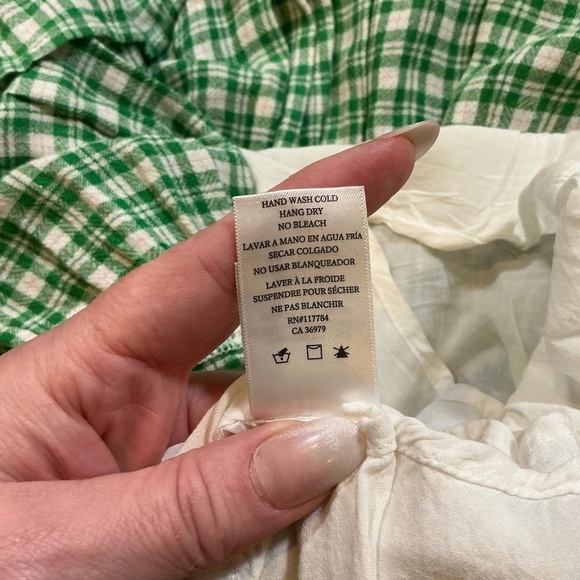 HAND WASH COLD
HANG DRY
NO BLEACH
LAVAR A MANO EN AGUA FRÍA
SECAR COLGADO
NO USAR BLANQUEADOR
LAVER À LA FROIDE
SUSPENDRE POUR SÉCHER
NE PAS BLANCHIR
RN#117784
CA 36979